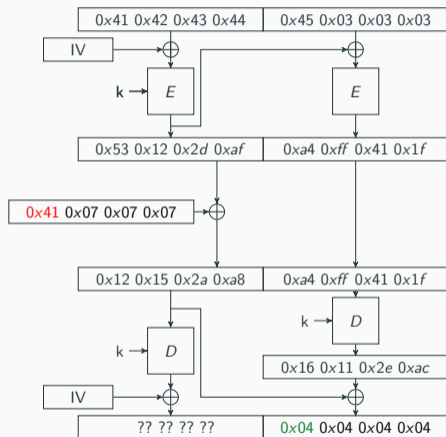 0x41 0x42 0x43 0x44 0x45 0x03 0x03 0x03
IV
k E E
0x53 0x12 0x2d 0xaf 0xa4 0xff 0x41 0x1f
0x41 0x07 0x07 0x07
0x12 0x15 0x2a 0xa8 0xa4 0xff 0x41 0x1f
k D
k D
0x16 0x11 0x2e 0xac
IV
?? ?? ?? ?? 0x04 0x04 0x04 0x04